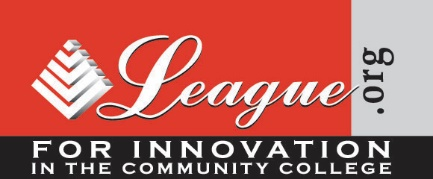 League
.org
FOR INNOVATION
IN THE COMMUNITY COLLEGE